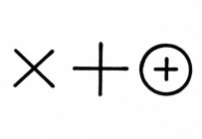 × + ⊕